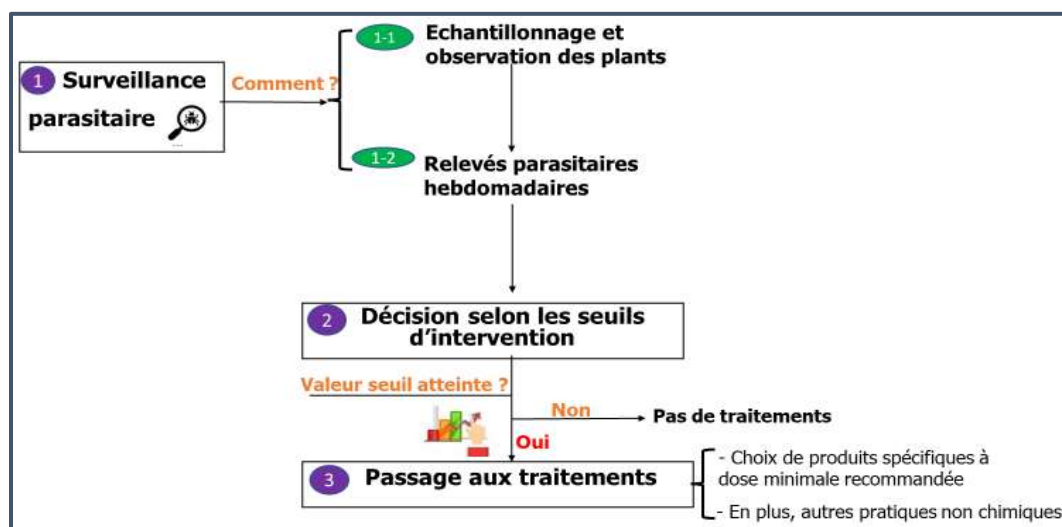 1-1
Echantillonnage et
observation des plants
1 Surveillance
parasitaire
Comment ?
1-2
Relevés parasitaires
hebdomadaires
2 Décision selon les seuils
d'intervention
Valeur seuil atteinte ?
Non
Pas de traitements
Oui
3 Passage aux traitements
- Choix de produits spécifiques à
dose minimale recommandée
- En plus, autres pratiques non chimiques